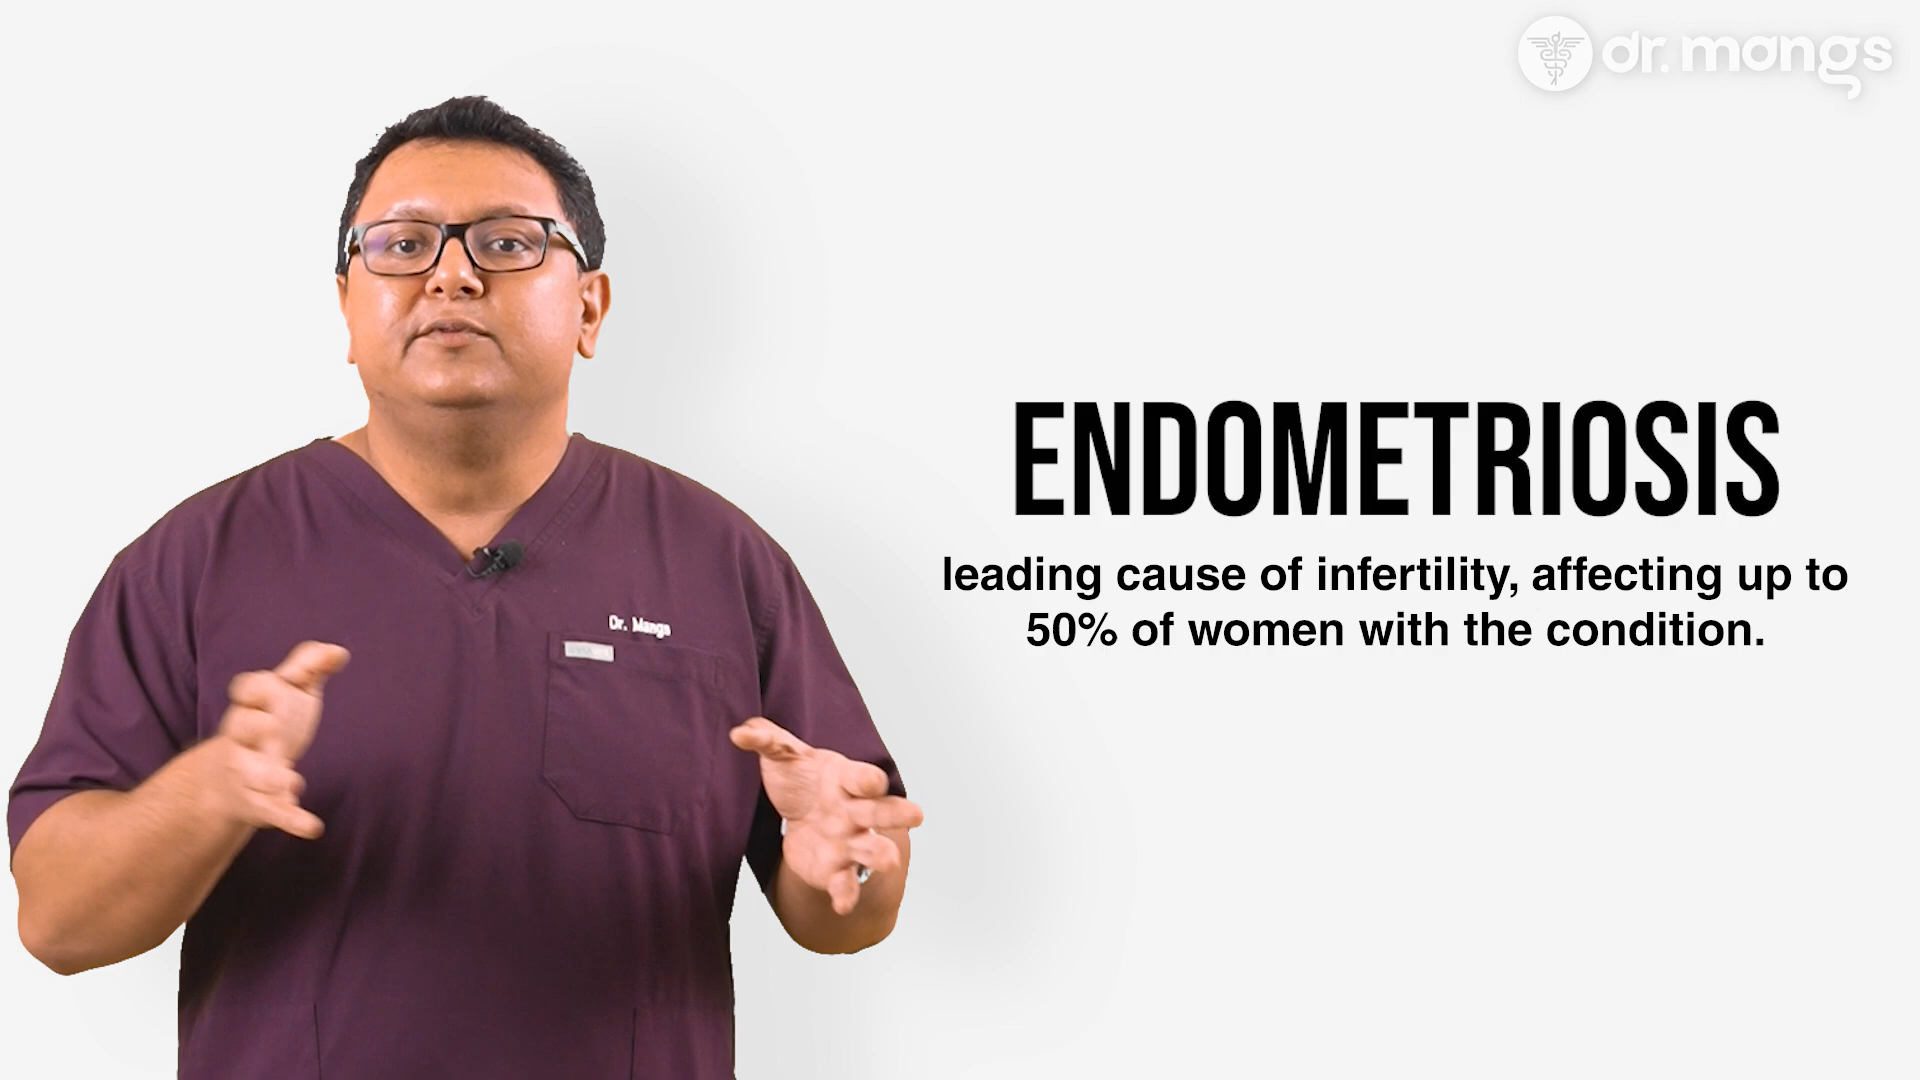 dr. mangs
ENDOMETRIOSIS
leading cause of infertility, affecting up to
50% of women with the condition.
Dr. Mangs